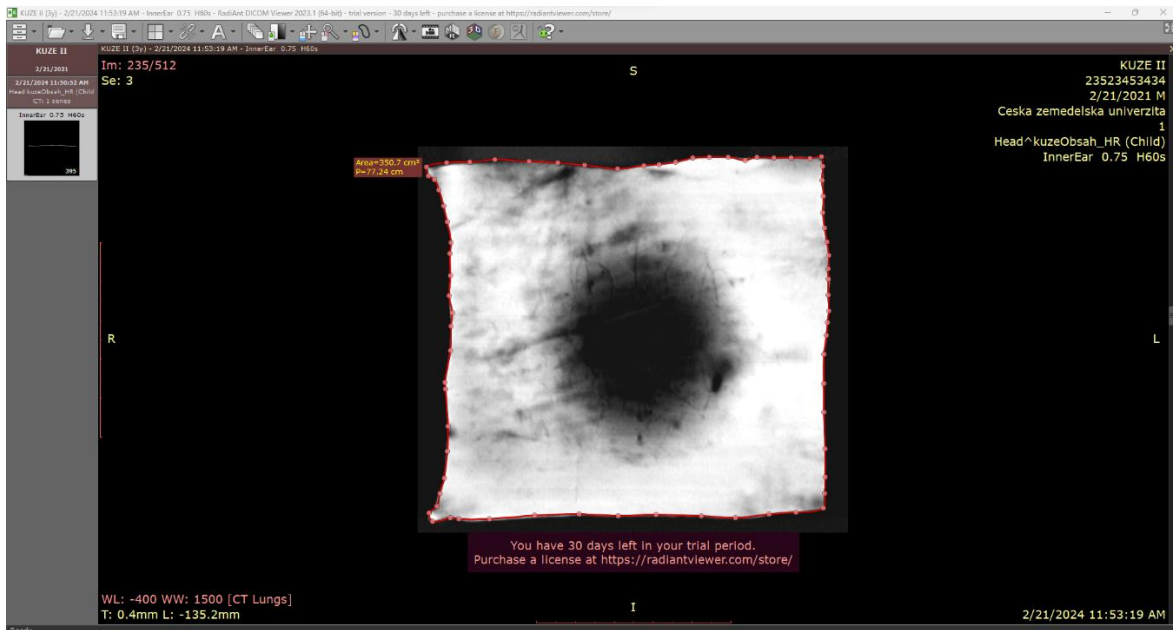 KUZE II (3y) - 2/21/2024 11:53:19 AM - InnerEar 0.75 H60s - RadiAnt DICOM Viewer 2023.1 (64-bit) - trial version - 30 days left - purchase a license at https://radiantviewer.com/store/
KUZE II
2/21/2021
2/21/2024 11:50:52 AM
Head kuzeObsah_HR (Child
CT: 1 series
InnerEar 0.75 H60s
395
KUZE II (3y) - 2/21/2024 11:53:19 AM - InnerEar 0.75 H60s
Im: 235/512
Se: 3
S
KUZE II
23523453434
2/21/2021 M
Ceska zemedelska univerzita
1
Head^kuzeObsah_HR (Child)
InnerEar 0.75 H60s
Area=350.7 cm²
P=77.24 cm
R
L
You have 30 days left in your trial period.
Purchase a license at https://radiantviewer.com/store/
WL: -400 WW: 1500 [CT Lungs]
T: 0.4mm L: -135.2mm
I
2/21/2024 11:53:19 AM